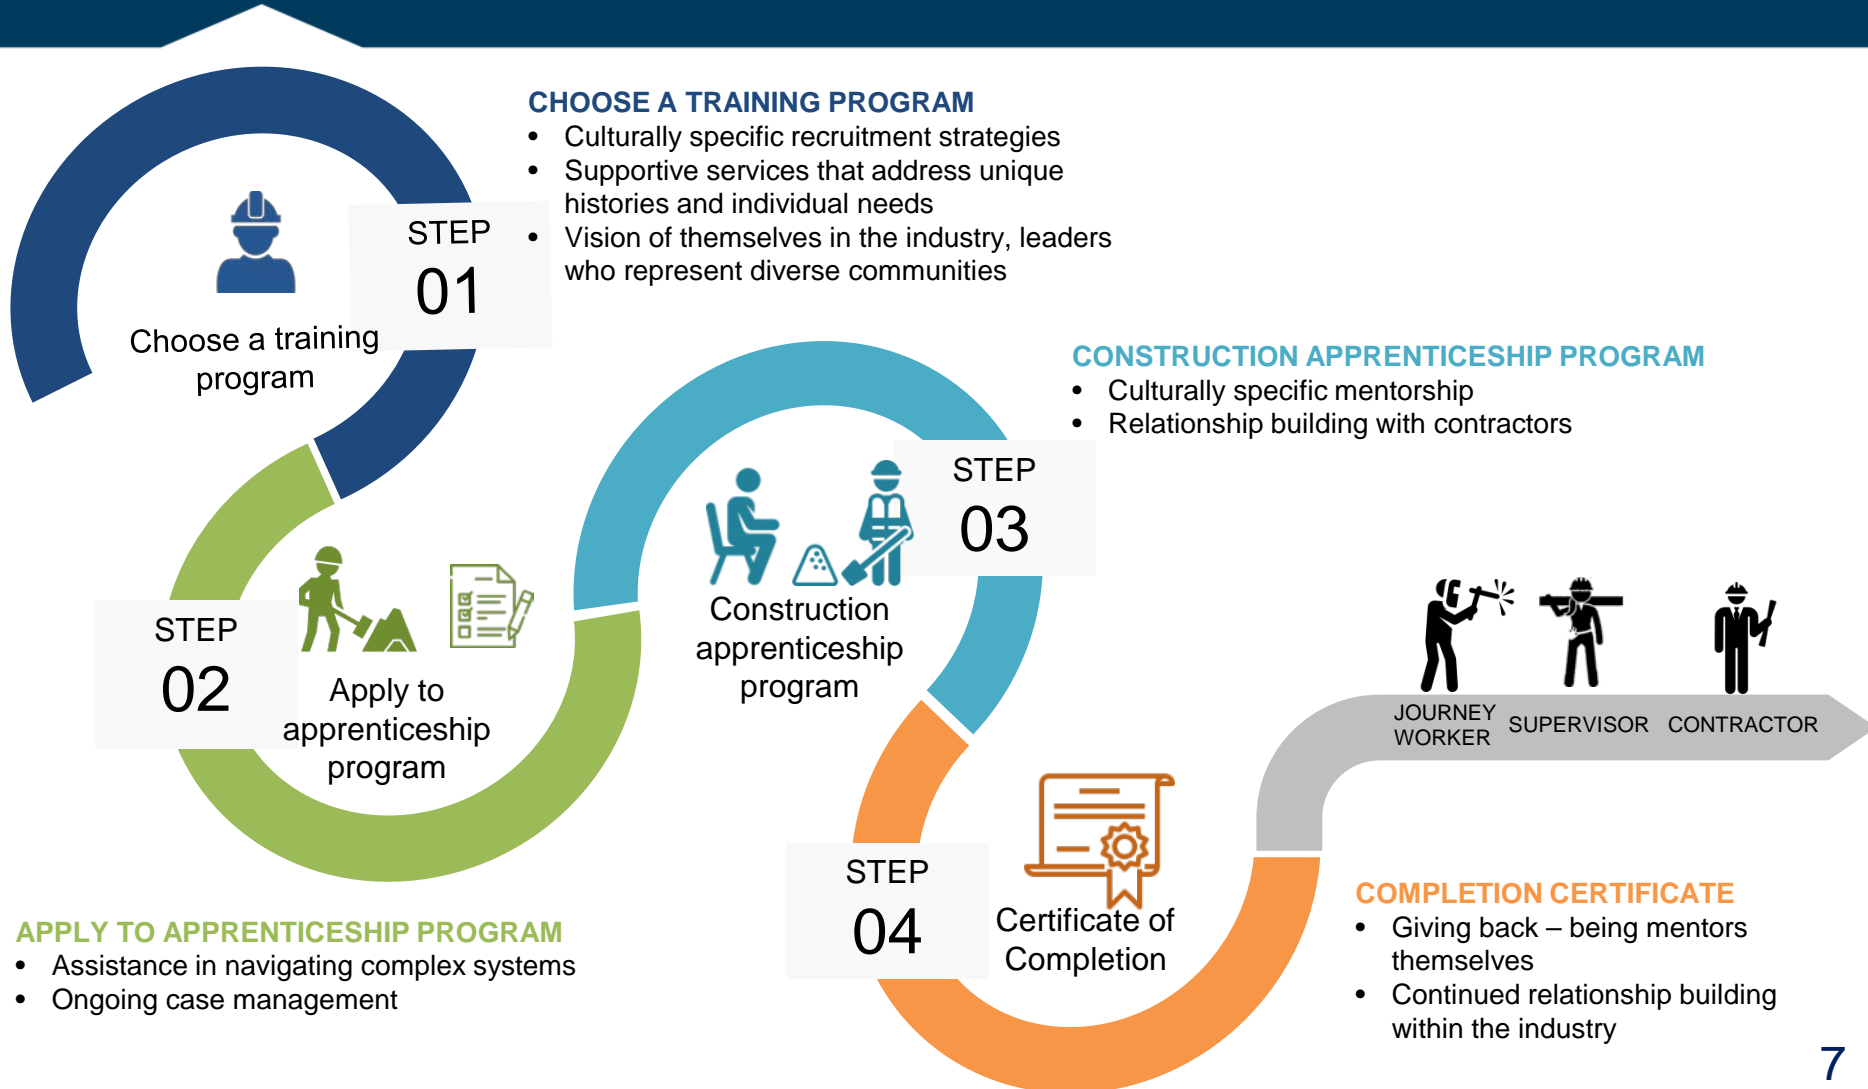 CHOOSE A TRAINING PROGRAM
• Culturally specific recruitment strategies
• Supportive services that address unique
histories and individual needs
• Vision of themselves in the industry, leaders
who represent diverse communities
STEP
01
Choose a training
program
CONSTRUCTION APPRENTICESHIP PROGRAM
• Culturally specific mentorship
• Relationship building with contractors
STEP
03
Construction
apprenticeship
program
STEP
02
Apply to
apprenticeship
program
JOURNEY
WORKER
SUPERVISOR
CONTRACTOR
STEP
04
Certificate of
Completion
APPLY TO APPRENTICESHIP PROGRAM
• Assistance in navigating complex systems
• Ongoing case management
COMPLETION CERTIFICATE
• Giving back – being mentors
themselves
• Continued relationship building
within the industry
7